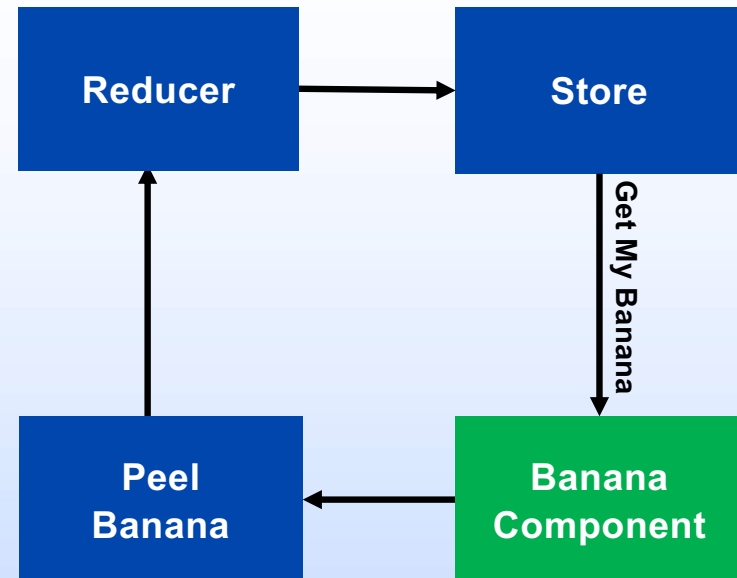 Reducer
Store
Get My Banana
Peel
Banana
Banana
Component